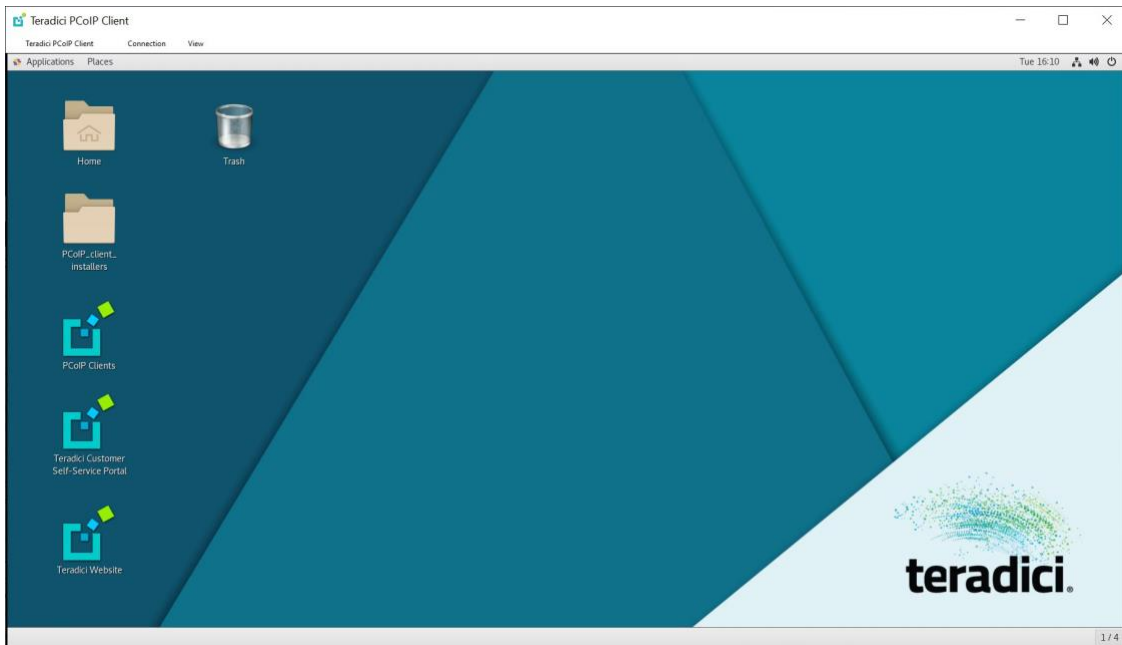 Teradici PCoIP Client
Teradici PCoIP Client Connection View
Applications Places Tue 16:10
Home
Trash
PCoIP_client_
installers
PCoIP Clients
Teradici Customer
Self-Service Portal
Teradici Website
teradici®
1 / 4